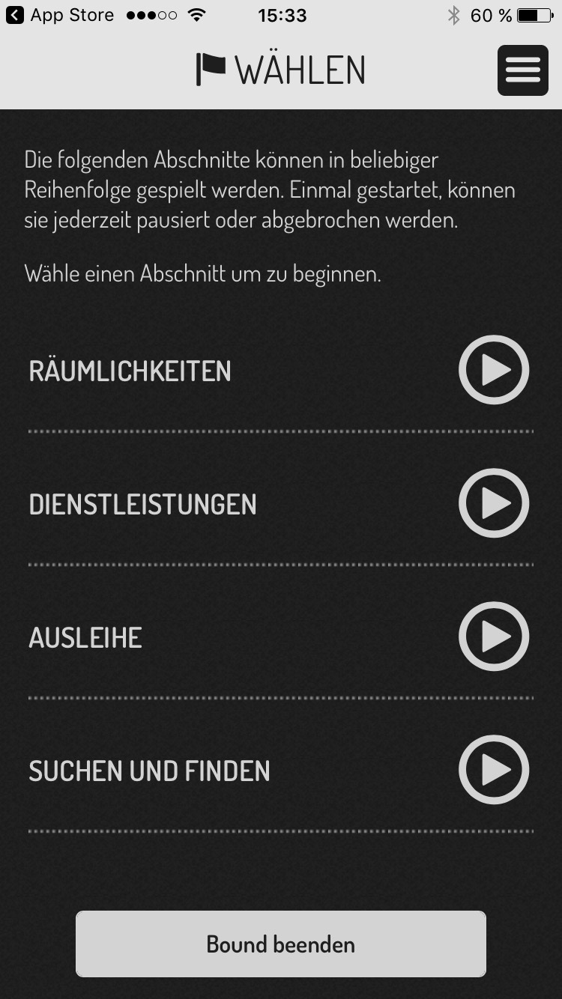 App Store 15:33 60 %
WÄHLEN
Die folgenden Abschnitte können in beliebiger
Reihenfolge gespielt werden. Einmal gestartet, können
sie jederzeit pausiert oder abgebrochen werden.
Wähle einen Abschnitt um zu beginnen.
RÄUMLICHKEITEN
DIENSTLEISTUNGEN
AUSLEIHE
SUCHEN UND FINDEN
Bound beenden